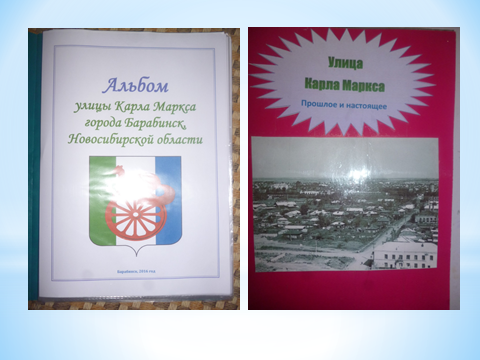 Альбом
улицы Карла Маркса
города Барабинск,
Новосибирской области
Барабинск, 2014 год
Улица
Карла Маркса
Прошлое и настоящее